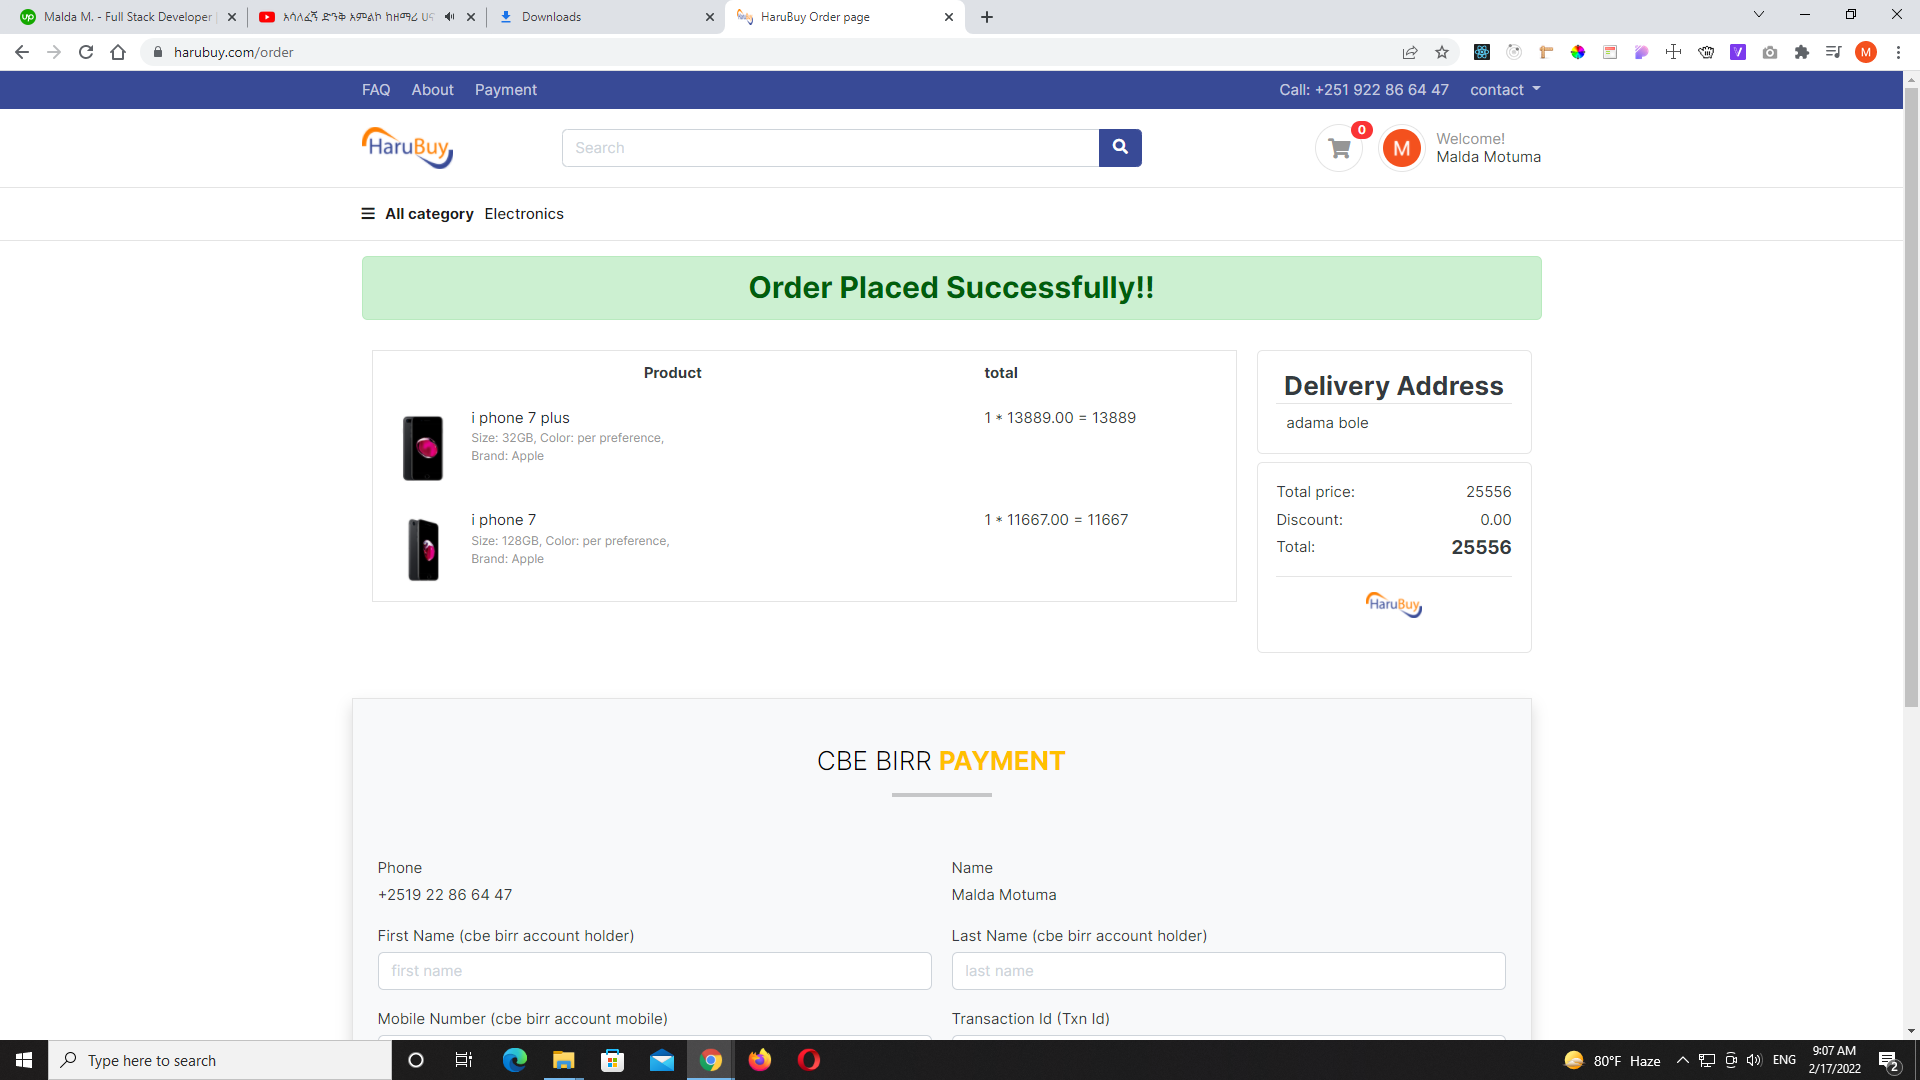 Malda M. - Full Stack Developer
አሳለፈኝ ድንቅ አምልኮ ከዘማሪ ሀና
Downloads
HaruBuy Order page
harubuy.com/order
M
FAQ About Payment
Call: +251 922 86 64 47 contact
HaruBuy
Search
0
M
Welcome!
Malda Motuma
All category Electronics
Order Placed Successfully!!
Product total
i phone 7 plus 1 * 13889.00 = 13889
Size: 32GB, Color: per preference,
Brand: Apple
i phone 7 1 * 11667.00 = 11667
Size: 128GB, Color: per preference,
Brand: Apple
Delivery Address
adama bole
Total price: 25556
Discount: 0.00
Total: 25556
HaruBuy
CBE BIRR PAYMENT
Phone Name
+2519 22 86 64 47 Malda Motuma
First Name (cbe birr account holder) Last Name (cbe birr account holder)
first name last name
Mobile Number (cbe birr account mobile) Transaction Id (Txn Id)
Type here to search
80°F Haze
ENG
9:07 AM
2/17/2022
2